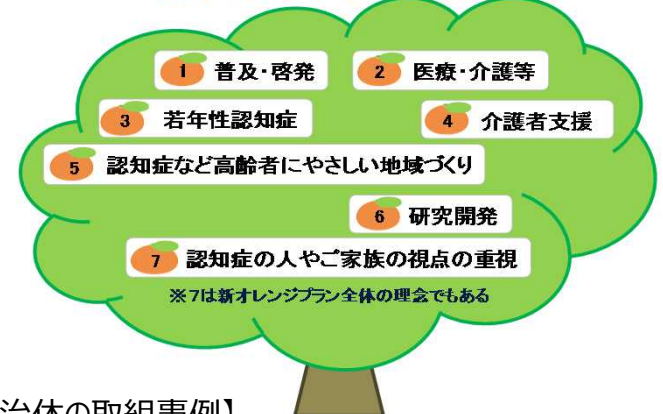 1 普及・啓発
2 医療・介護等
3 若年性認知症
4 介護者支援
5 認知症など高齢者にやさしい地域づくり
6 研究開発
7 認知症の人やご家族の視点の重視
※7は新オレンジプラン全体の理念でもある
治体の取組事例】